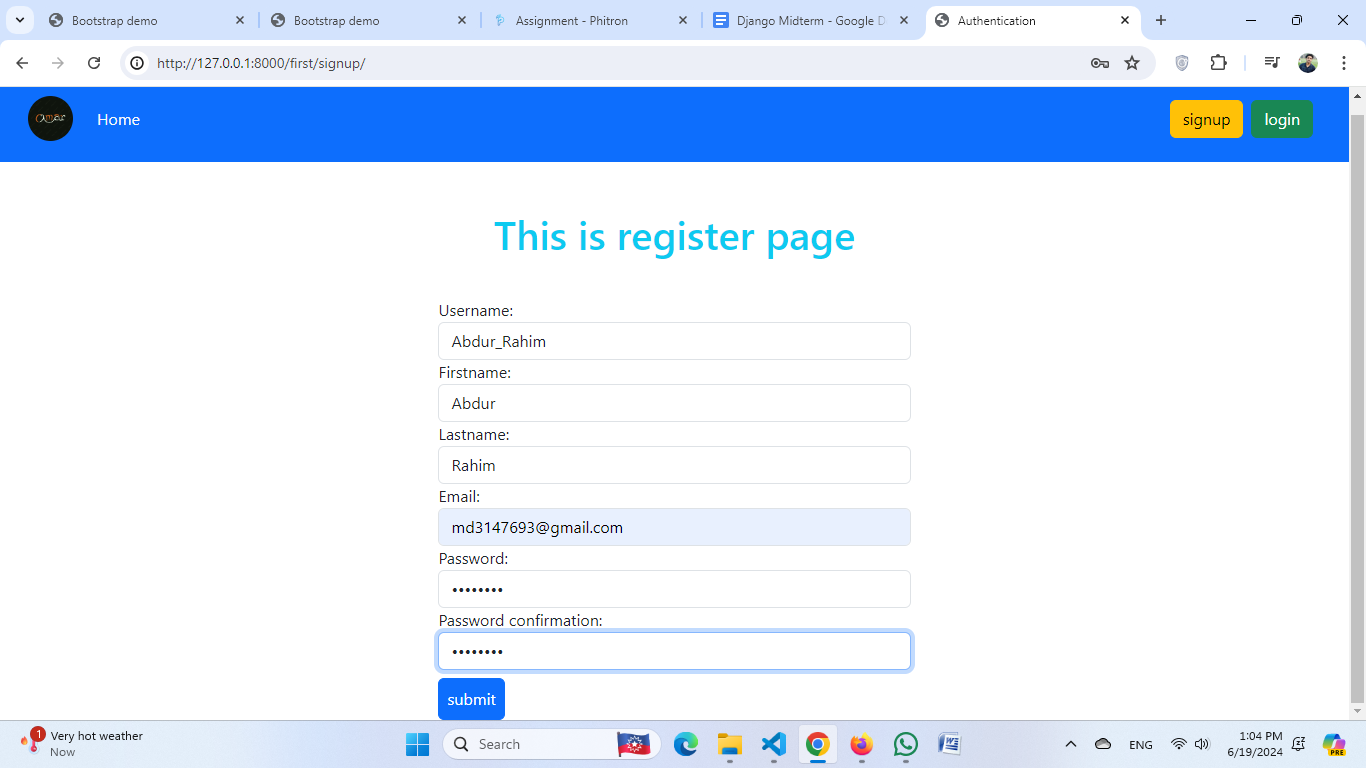 Bootstrap demo
Bootstrap demo
Assignment - Phitron
Django Midterm - Google D
Authentication
http://127.0.0.1:8000/first/signup/
Home
signup
login
This is register page
Username:
Abdur_Rahim
Firstname:
Abdur
Lastname:
Rahim
Email:
md3147693@gmail.com
Password:
••••••••
Password confirmation:
••••••••
submit
1
Very hot weather
Now
Search
ENG
1:04 PM
6/19/2024
PRE